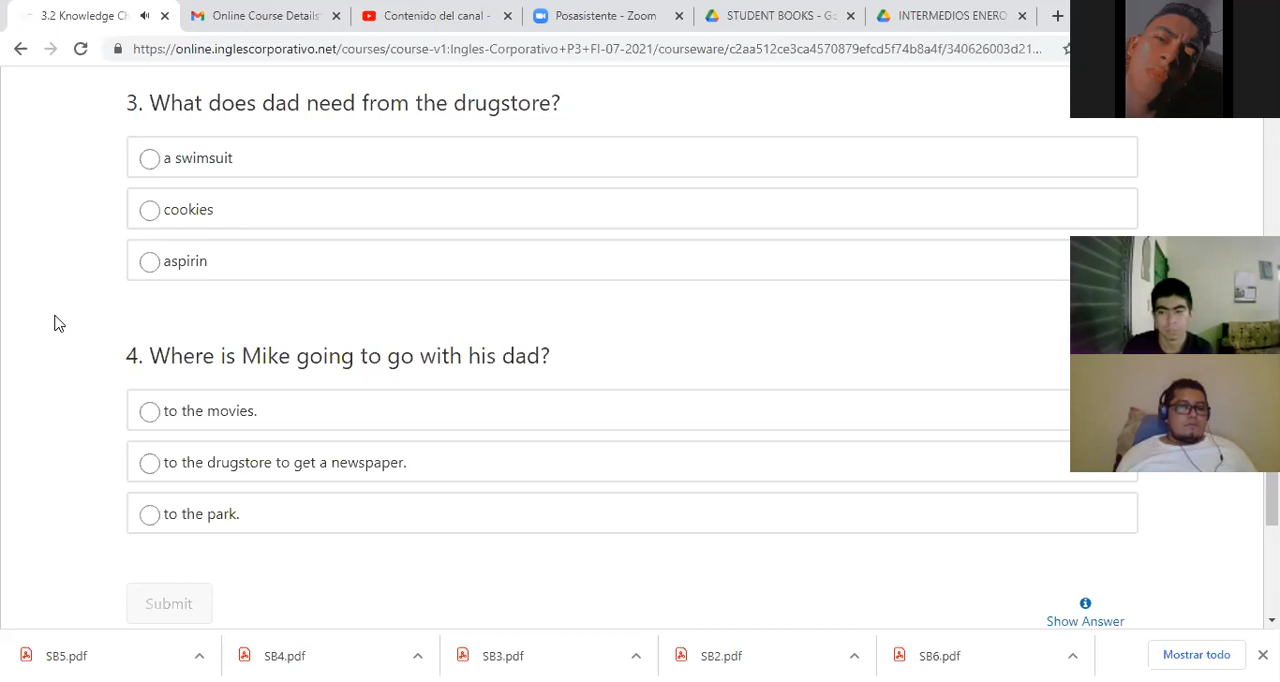 3.2 Knowledge Ch
Online Course Details
Contenido del canal -
Posasistente - Zoom
STUDENT BOOKS - Go
INTERMEDIOS ENERO
https://online.inglescorporativo.net/courses/course-v1:Ingles-Corporativo+P3+FI-07-2021/courseware/c2aa512ce3ca4570879efcd5f74b8a4f/340626003d21...
3. What does dad need from the drugstore?
a swimsuit
cookies
aspirin
4. Where is Mike going to go with his dad?
to the movies.
to the drugstore to get a newspaper.
to the park.
Submit
Show Answer
SB5.pdf
SB4.pdf
SB3.pdf
SB2.pdf
SB6.pdf
Mostrar todo